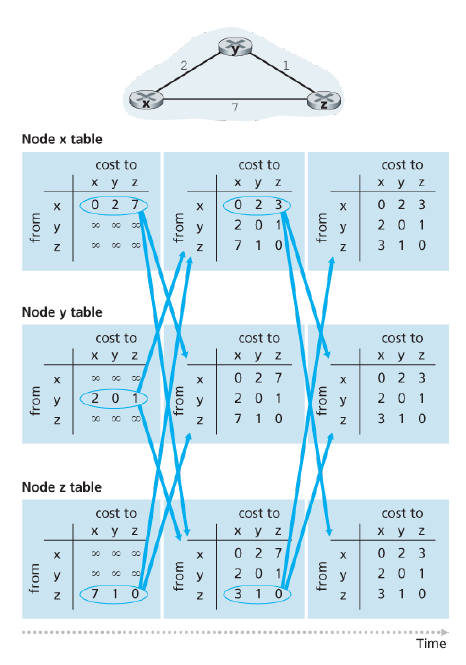 y
2 1
x 7 z
Node x table
cost to cost to cost to
x y z x y z x y z
from x 0 2 7 from x 0 2 3 from x 0 2 3
y ∞ ∞ ∞ y 2 0 1 y 2 0 1
z ∞ ∞ ∞ z 7 1 0 z 3 1 0
Node y table
cost to cost to cost to
x y z x y z x y z
from x ∞ ∞ ∞ from x 0 2 7 from x 0 2 3
y 2 0 1 y 2 0 1 y 2 0 1
z ∞ ∞ ∞ z 7 1 0 z 3 1 0
Node z table
cost to cost to cost to
x y z x y z x y z
from x ∞ ∞ ∞ from x 0 2 7 from x 0 2 3
y ∞ ∞ ∞ y 2 0 1 y 2 0 1
z 7 1 0 z 3 1 0 z 3 1 0
Time